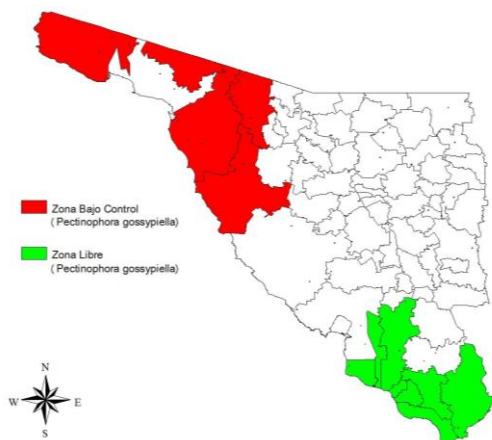 Zona Bajo Control
( Pectinophora gossypiella)
Zona Libre
( Pectinophora gossypiella)
N
W E
S